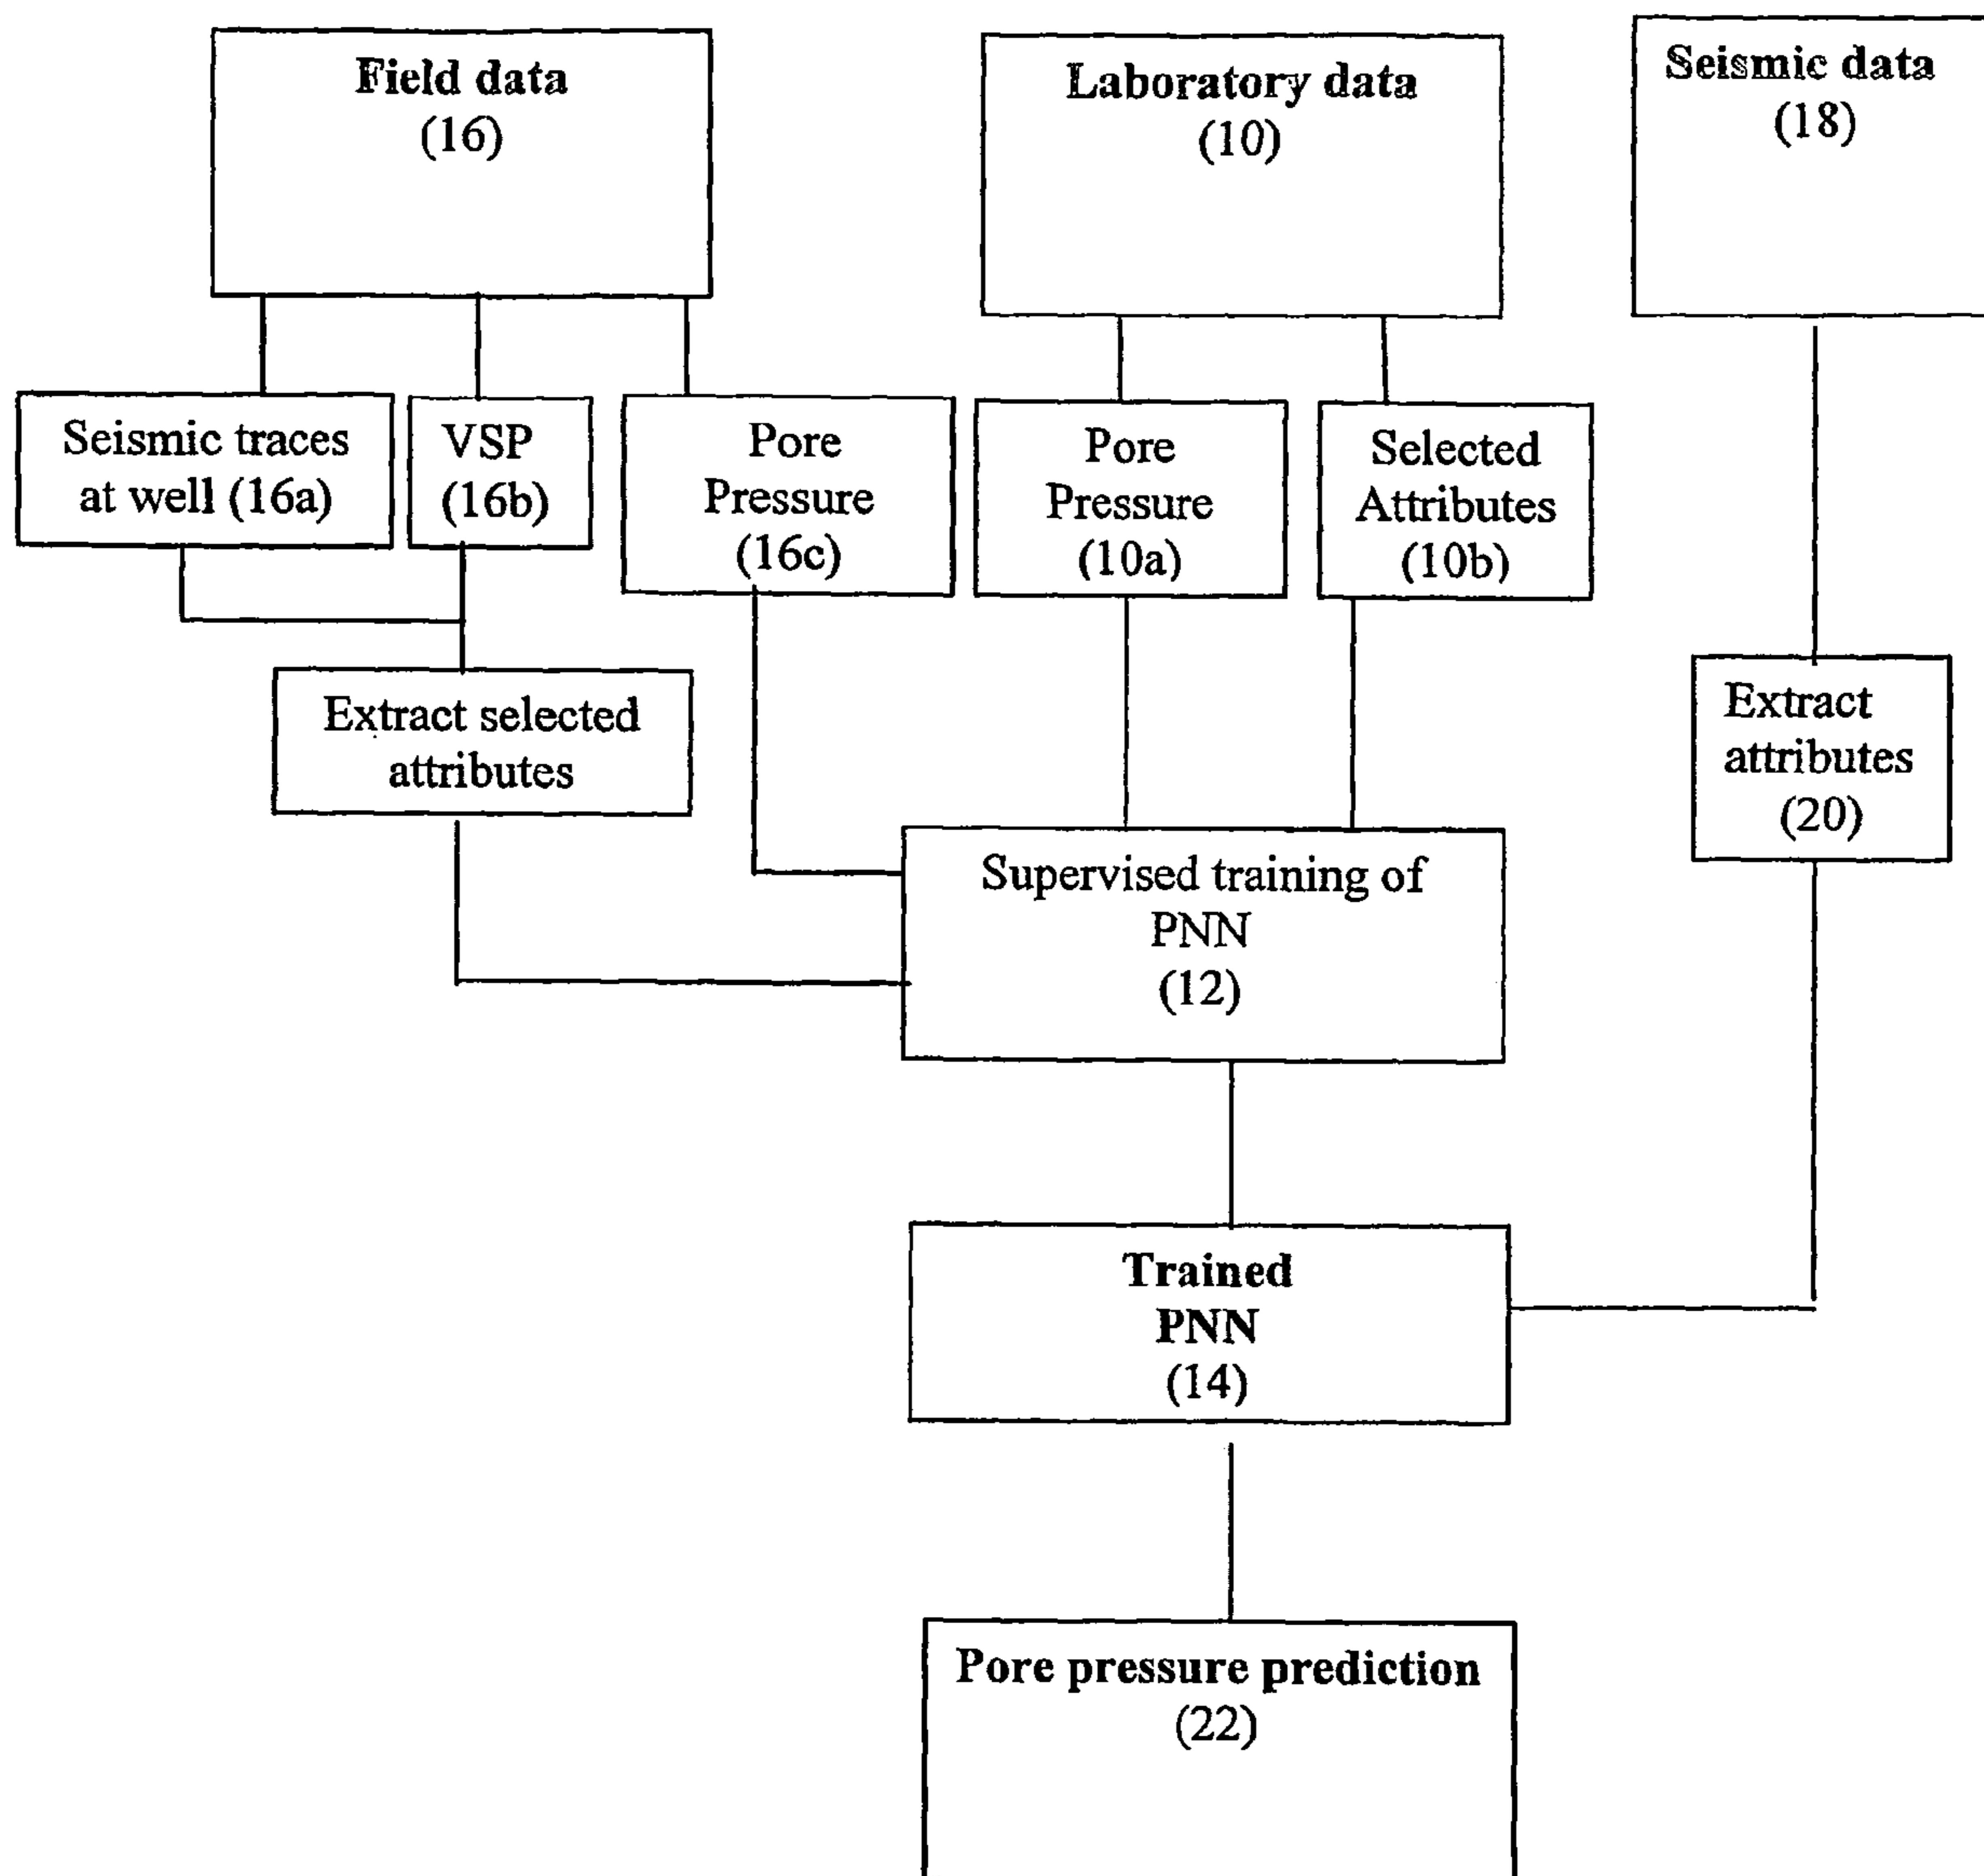 Field data
(16)
Laboratory data
(10)
Seismic data
(18)
Seismic traces
at well (16a)
VSP
(16b)
Pore
Pressure
(16c)
Pore
Pressure
(10a)
Selected
Attributes
(10b)
Extract selected
attributes
Extract
attributes
(20)
Supervised training of
PNN
(12)
Trained
PNN
(14)
Pore pressure prediction
(22)